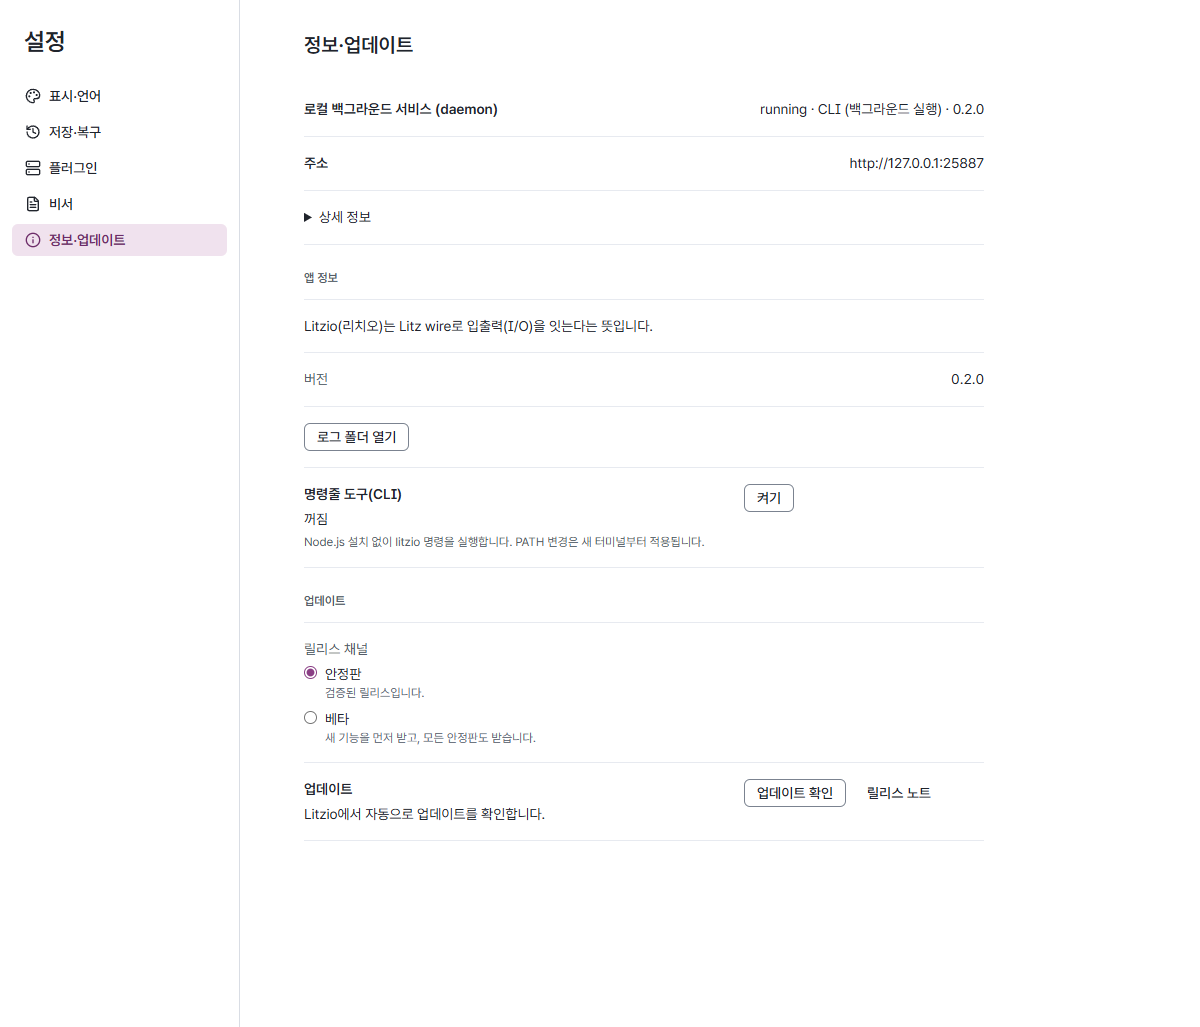 설정
표시·언어
저장·복구
플러그인
비서
정보·업데이트
정보·업데이트
로컬 백그라운드 서비스 (daemon)
running · CLI (백그라운드 실행) · 0.2.0
주소
http://127.0.0.1:25887
상세 정보
앱 정보
Litzio(리치오)는 Litz wire로 입출력(I/O)을 잇는다는 뜻입니다.
버전
0.2.0
로그 폴더 열기
명령줄 도구(CLI)
켜기
꺼짐
Node.js 설치 없이 litzio 명령을 실행합니다. PATH 변경은 새 터미널부터 적용됩니다.
업데이트
릴리스 채널
안정판
검증된 릴리스입니다.
베타
새 기능을 먼저 받고, 모든 안정판도 받습니다.
업데이트
업데이트 확인
릴리스 노트
Litzio에서 자동으로 업데이트를 확인합니다.